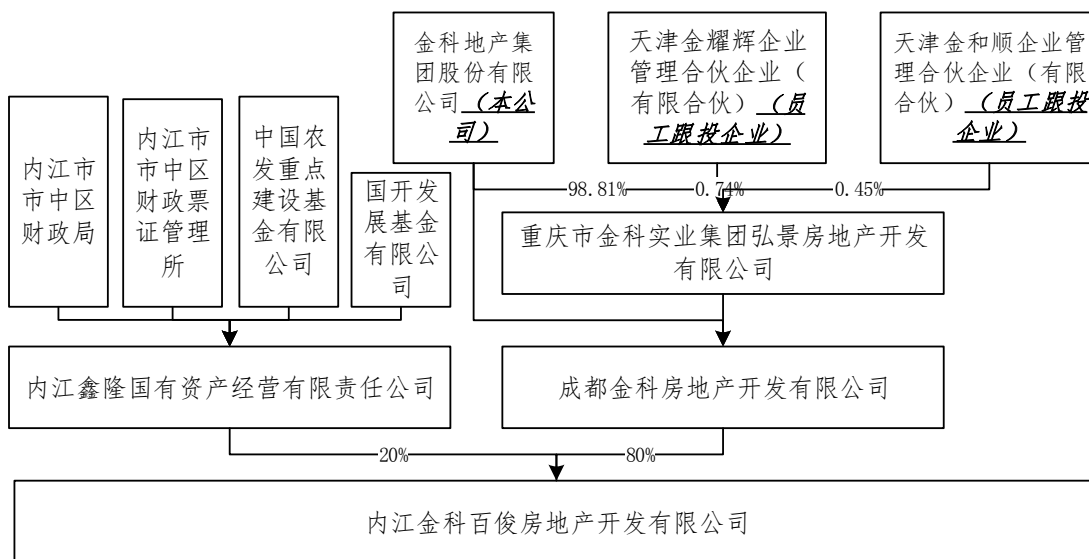 金科地产集
团股份有限
公司（本公
司）
天津金耀辉企业
管理合伙企业（
有限合伙）（员
工跟投企业）
天津金和顺企业管
理合伙企业（有限
合伙）（员工跟投
企业）
内江市
市中区
财政局
内江市
市中区
财政票
证管理
所
中国农
发重点
建设基
金有限
公司
国开发
展基金
有限公
司
98.81%
0.74%
0.45%
重庆市金科实业集团弘景房地产开发
有限公司
内江鑫隆国有资产经营有限责任公司
成都金科房地产开发有限公司
20%
80%
内江金科百俊房地产开发有限公司